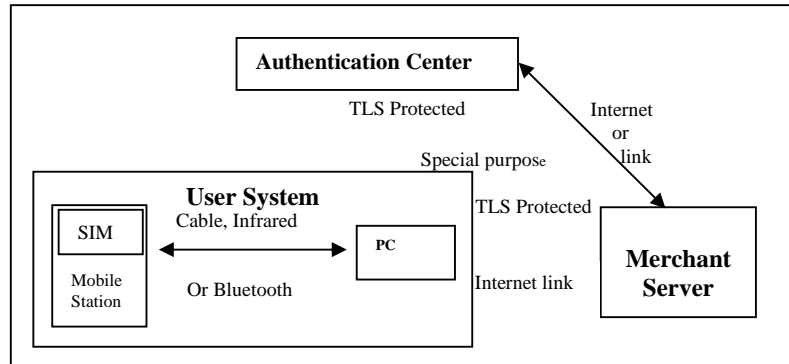 Authentication Center
TLS Protected
Internet
or
link
Special purpose
User System
Cable, Infrared
TLS Protected
SIM
PC
Mobile
Station
Or Bluetooth
Internet link
Merchant
Server